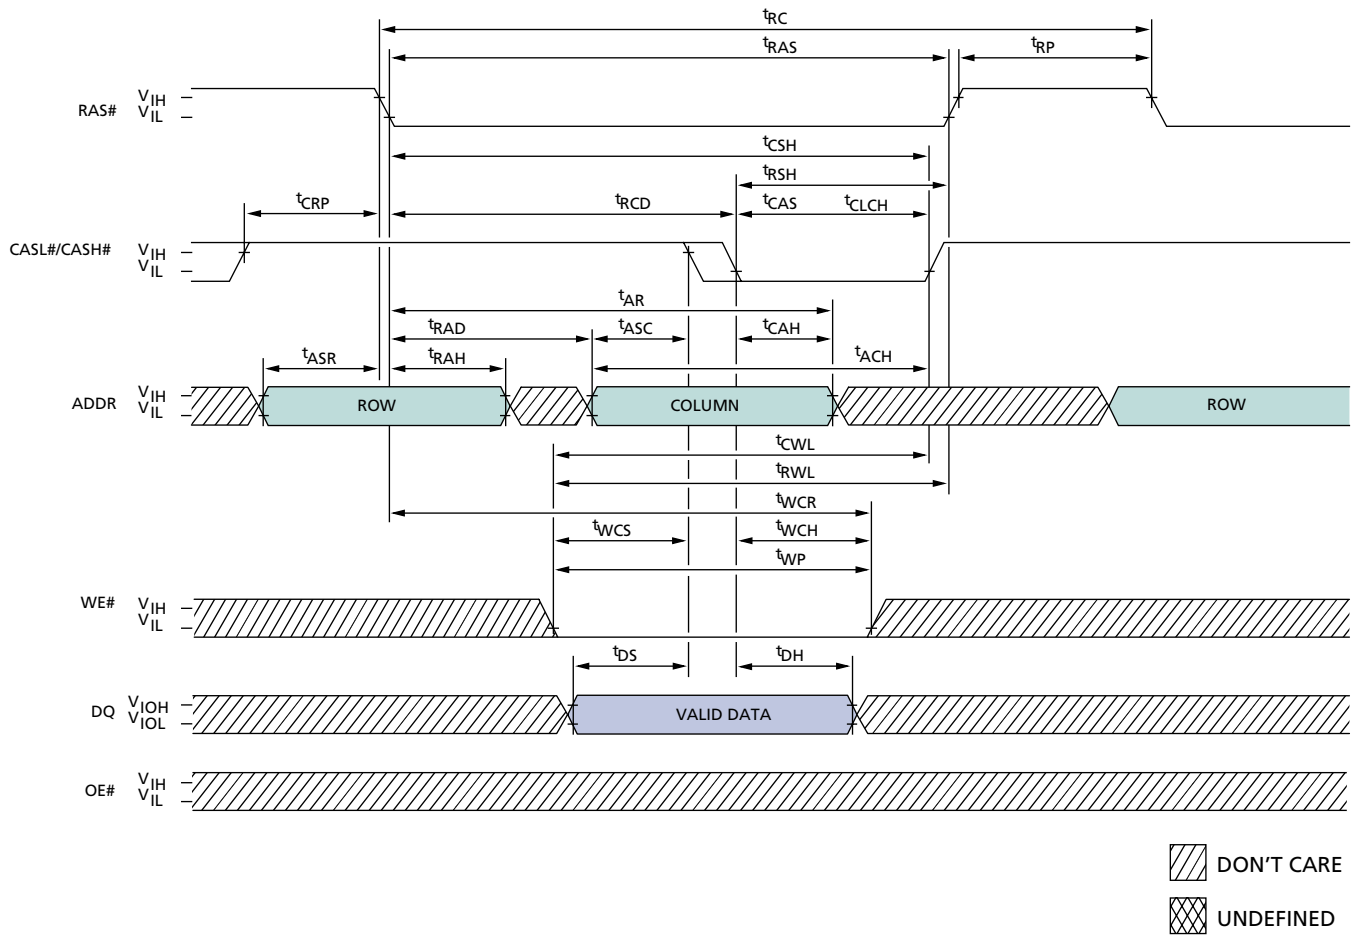 tRC
tRAS tRP
RAS# VIH
VIL
tCSH
tRSH
tCRP tRCD tCAS tCLCH
CASL#/CASH# VIH
VIL
tAR
tRAD tASC tCAH
tASR tRAH tACH
ADDR VIH
VIL
ROW COLUMN ROW
tCWL
tRWL
tWCR
tWCS tWCH
tWP
WE# VIH
VIL
tDS tDH
DQ VIOH
VIOL
VALID DATA
OE# VIH
VIL
DON'T CARE
UNDEFINED